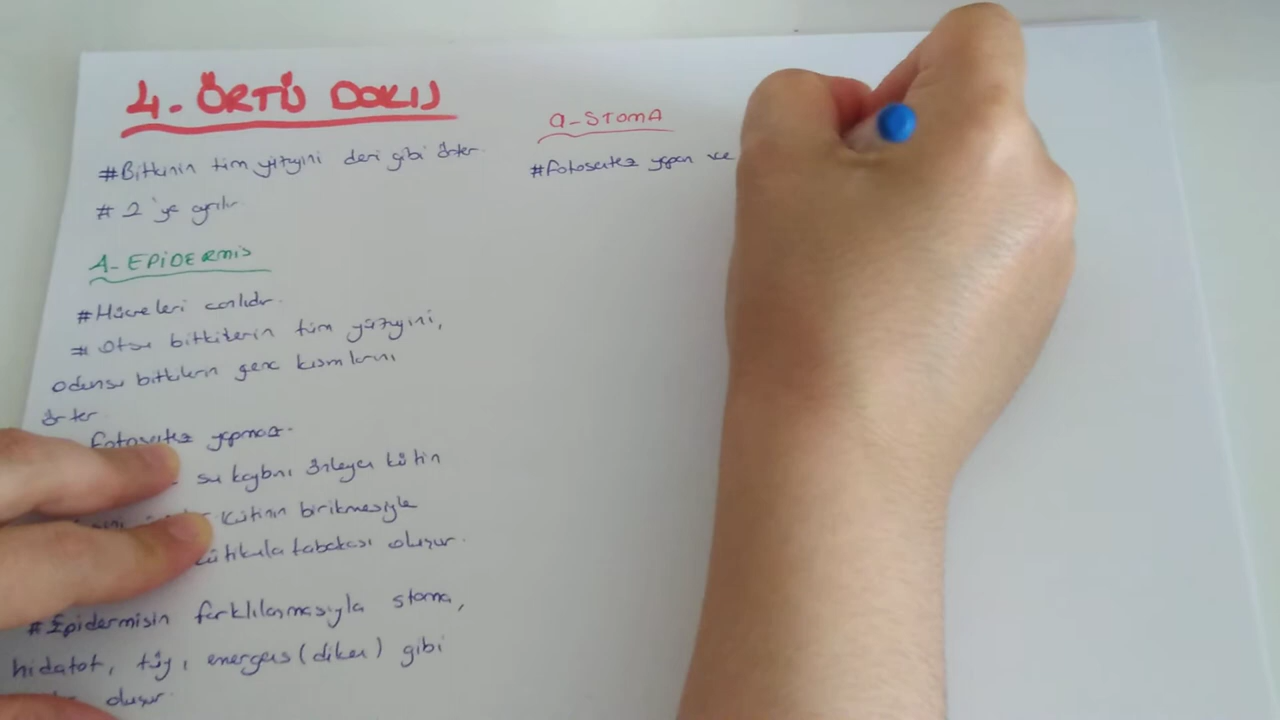 4. ÖRTÜ DOKU
#Bitkinin tüm yüzeyini deri gibi örter.
# 2'ye ayrılır
A- EPİDERMİS
#Hücreleri canlıdır.
# Otsu bitkilerin tüm yüzeyini,
odunsu bitkilerin genç kısımlarını
örter
fotosentez yapmaz.
su kaybını önleyen kütin
kütinin birikmesiyle
kütikula tabakası oluşur.
#Epidermisin farklılaşmasıyla stoma,
hidatot, tüy, emergens (diken) gibi
oluşur.
a-STOMA
#Fotosentez yapan ve